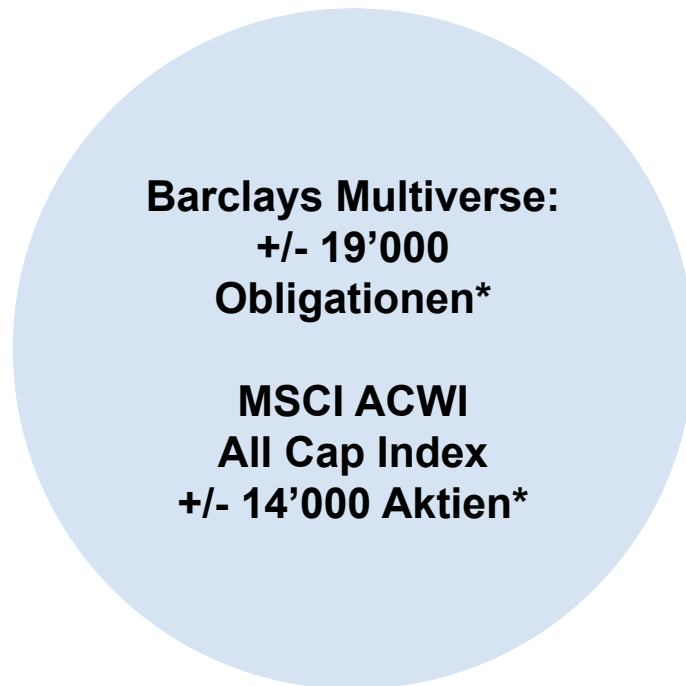 Barclays Multiverse:
+/- 19’000
Obligationen*
MSCI ACWI
All Cap Index
+/- 14’000 Aktien*